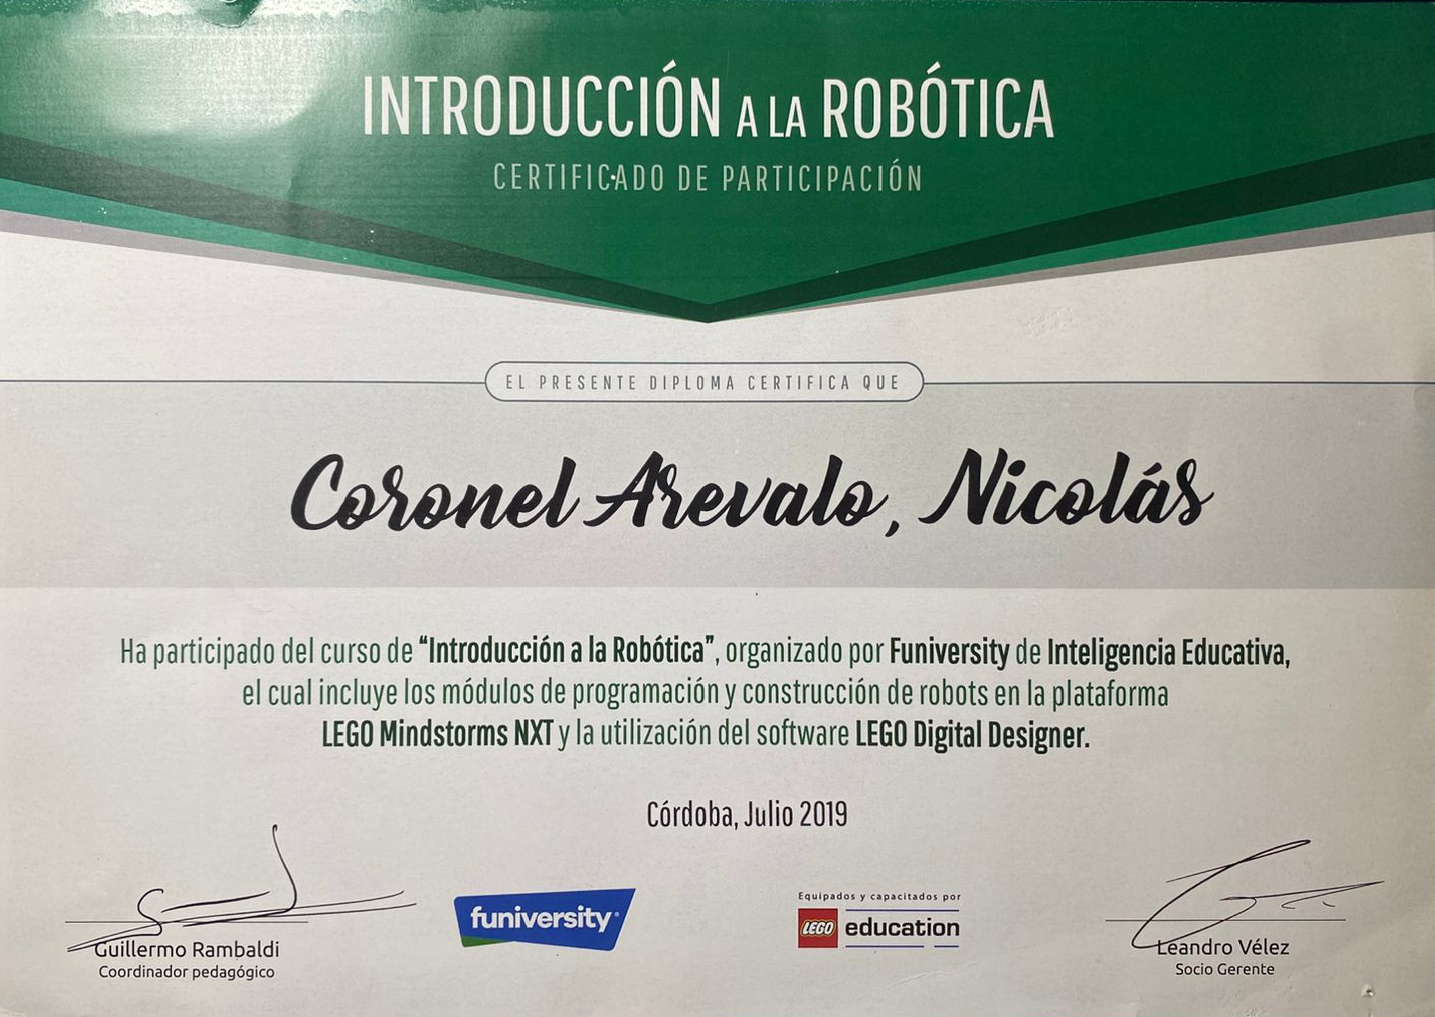 INTRODUCCIÓN A LA ROBÓTICA
CERTIFICADO DE PARTICIPACIÓN
EL PRESENTE DIPLOMA CERTIFICA QUE
Coronel Arevalo, Nicolás
Ha participado del curso de “Introducción a la Robótica”, organizado por Funiversity de Inteligencia Educativa,
el cual incluye los módulos de programación y construcción de robots en la plataforma
LEGO Mindstorms NXT y la utilización del software LEGO Digital Designer.
Córdoba, Julio 2019
Guillermo Rambaldi
Coordinador pedagógico
funiversity
Equipados y capacitados por
LEGO education
Leandro Vélez
Socio Gerente